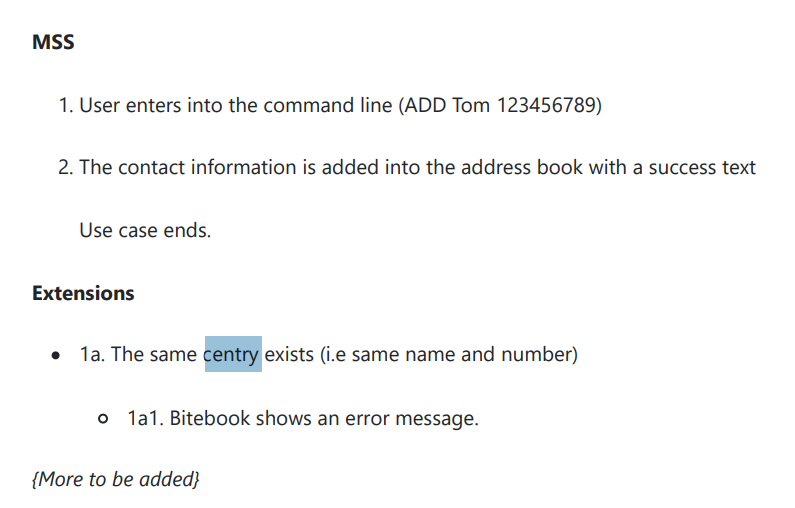 MSS
1. User enters into the command line (ADD Tom 123456789)
2. The contact information is added into the address book with a success text
Use case ends.
Extensions
• 1a. The same centry exists (i.e same name and number)
o 1a1. Bitebook shows an error message.
{More to be added}